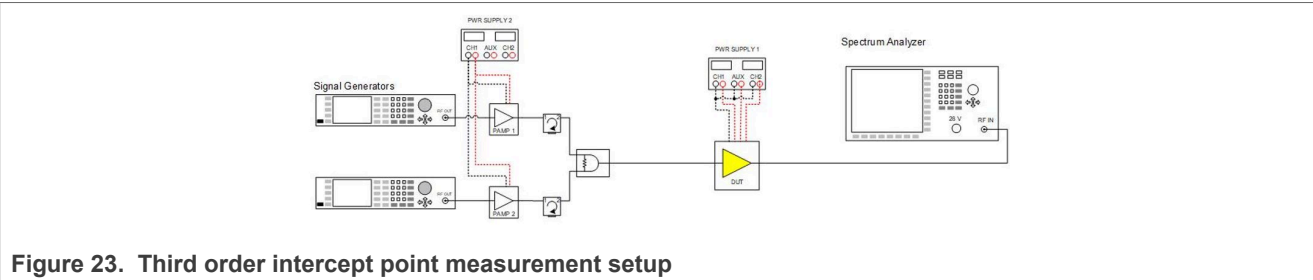 PWR SUPPLY 2
CH1 AUX CH2
PWR SUPPLY 1
CH1 AUX CH2
Spectrum Analyzer
Signal Generators
RF OUT
PAMP 1
28 V
RF IN
DUT
RF OUT
PAMP 2
Figure 23. Third order intercept point measurement setup